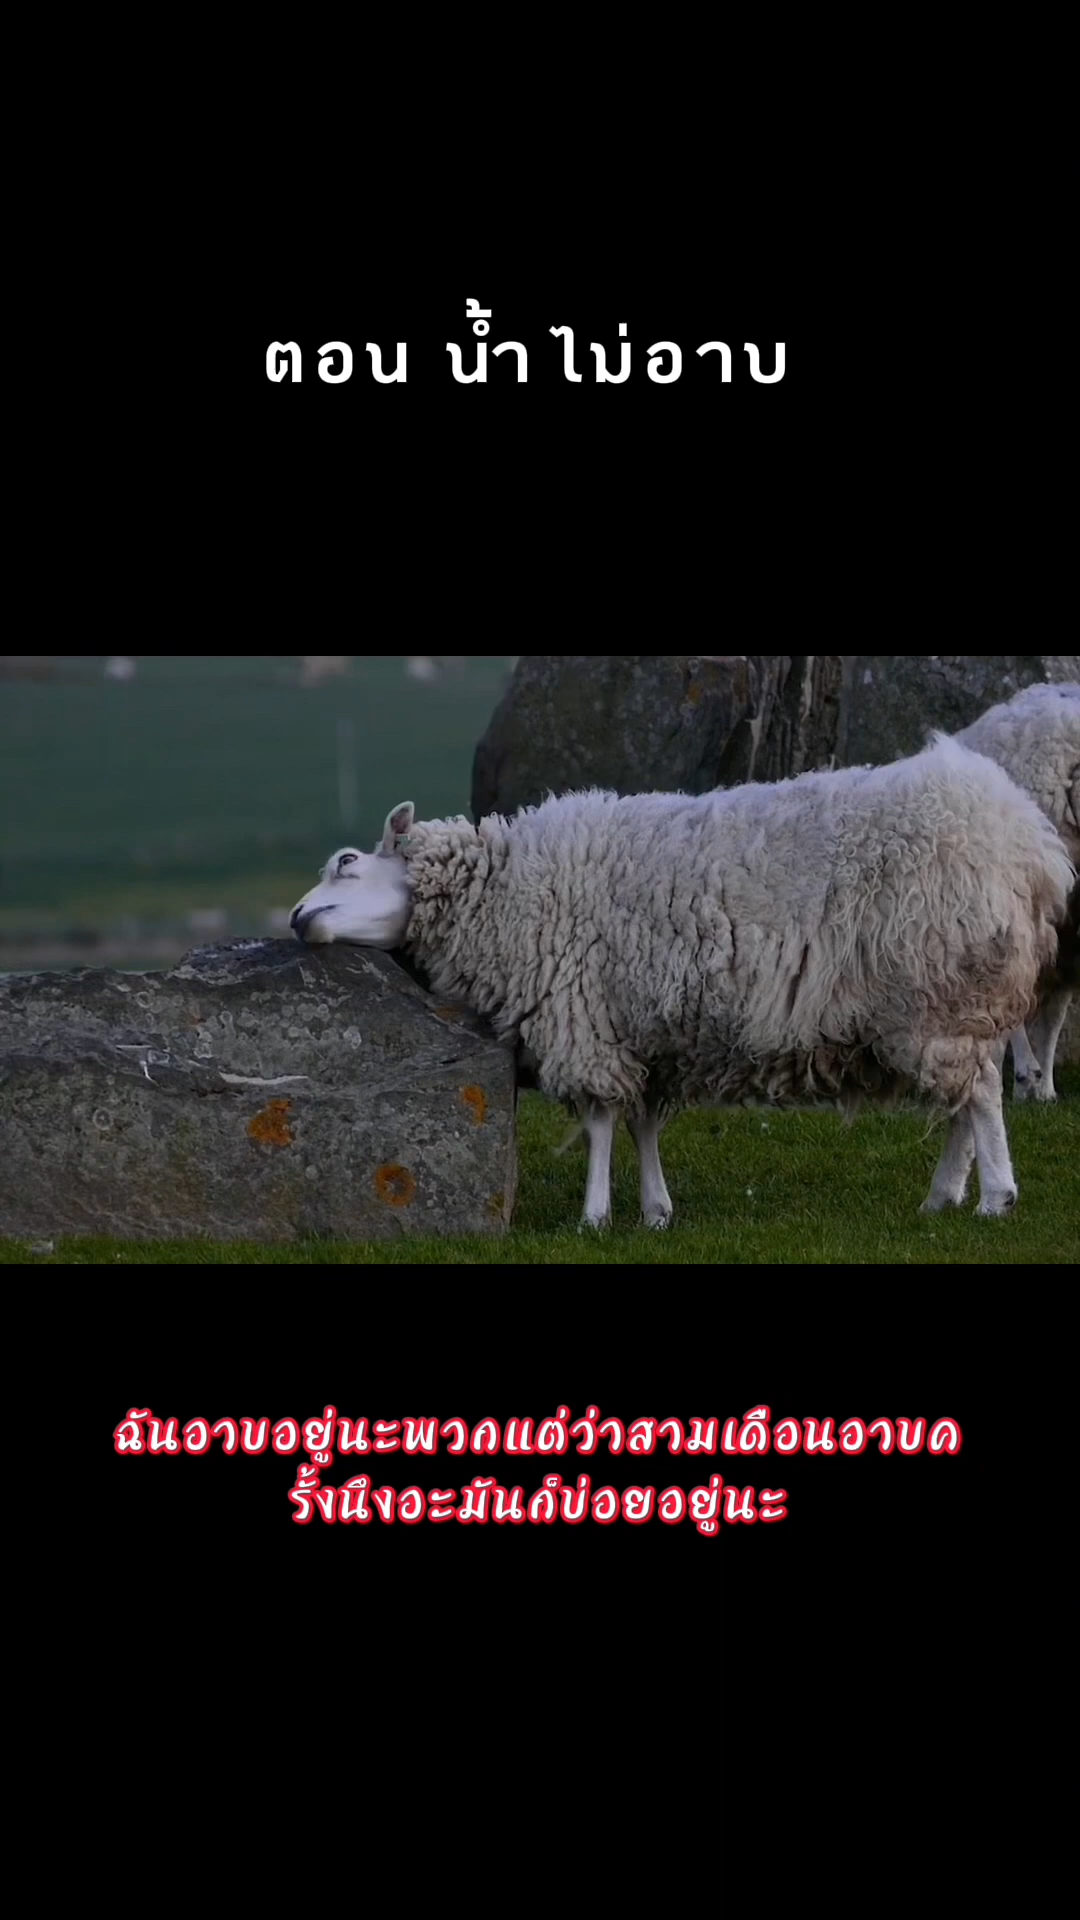 ตอน น้ำ ไม่อาบ
ฉันอาบอยู่นะพวกแต่ว่าสามเดือนอาบค
รั้งนึงอะมันก็บ่อยอยู่นะ